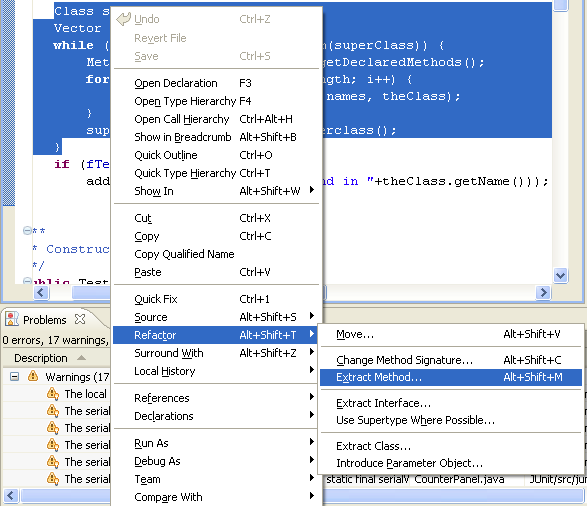 Class s
Vector
while ( n(superClass)) {
Met getDeclaredMethods();
for ngth; i++) {
names, theClass);
}
sup erclass();
}
if (fTe
add nd in "+theClass.getName()));
**
* Construc
*/
ublic Test
Undo Ctrl+Z
Revert File
Save Ctrl+S
Open Declaration F3
Open Type Hierarchy F4
Open Call Hierarchy Ctrl+Alt+H
Show in Breadcrumb Alt+Shift+B
Quick Outline Ctrl+O
Quick Type Hierarchy Ctrl+T
Show In Alt+Shift+W
Cut Ctrl+X
Copy Ctrl+C
Copy Qualified Name
Paste Ctrl+V
Quick Fix Ctrl+1
Source Alt+Shift+S
Refactor Alt+Shift+T
Surround With Alt+Shift+Z
Local History
References
Declarations
Run As
Debug As
Team
Compare With
Move... Alt+Shift+V
Change Method Signature... Alt+Shift+C
Extract Method... Alt+Shift+M
Extract Interface...
Use Supertype Where Possible...
Extract Class...
Introduce Parameter Object...
Problems
0 errors, 17 warnings,
Description
Warnings (17
The local
The serial
The serial
The serial
The serial
static final serialV CounterPanel.java JUnit/src/jun